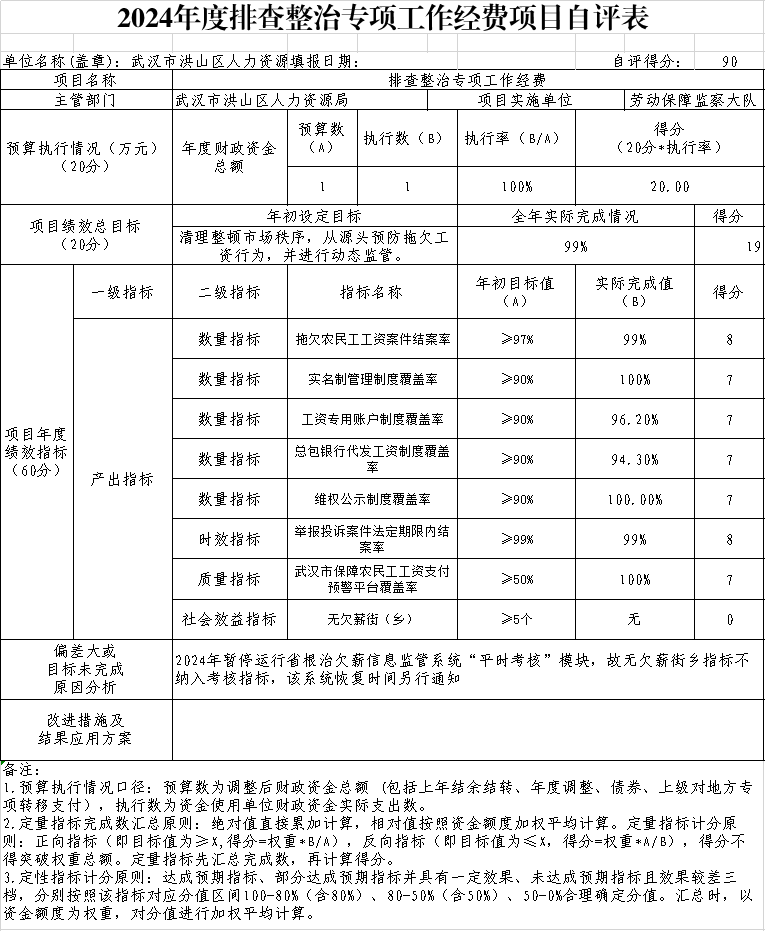 2024年度排查整治专项工作经费项目自评表
单位名称(盖章): 武汉市洪山区人力资源填报日期: 自评得分: 90
项目名称 排查整治专项工作经费
主管部门 武汉市洪山区人力资源局 项目实施单位 劳动保障监察大队
预算执行情况（万元）
（20分）
年度财政资金
总额
预算数
（A）
执行数（B） 执行率（B/A）
得分
（20分*执行率）
1 1 100% 20.00
项目绩效总目标
（20分）
年初设定目标 全年实际完成情况 得分
清理整顿市场秩序，从源头预防拖欠工
资行为，并进行动态监管。
99% 19
项目年度
绩效指标
（60分）
一级指标 二级指标 指标名称
年初目标值
（A）
实际完成值
（B）
得分
产出指标
数量指标 拖欠农民工工资案件结案率 ≥97% 99% 8
数量指标 实名制管理制度覆盖率 ≥90% 100% 7
数量指标 工资专用账户制度覆盖率 ≥90% 96.20% 7
数量指标 总包银行代发工资制度覆盖
率 ≥90% 94.30% 7
数量指标 维权公示制度覆盖率 ≥90% 100.00% 7
时效指标 举报投诉案件法定期限内结
案率 ≥99% 99% 8
质量指标 武汉市保障农民工工资支付
预警平台覆盖率 ≥50% 100% 7
社会效益指标 无欠薪街（乡） ≥5个 无 0
偏差大或
目标未完成
原因分析
2024年暂停运行省根治欠薪信息监管系统“平时考核”模块，故无欠薪街乡指标不
纳入考核指标，该系统恢复时间另行通知
改进措施及
结果应用方案
备注：
1.预算执行情况口径：预算数为调整后财政资金总额（包括上年结余结转、年度调整、债券、上级对地方专
项转移支付），执行数为资金使用单位财政资金实际支出数。
2.定量指标完成数汇总原则：绝对值直接累加计算，相对值按照资金额度加权平均计算。定量指标计分原
则：正向指标（即目标值为≥X,得分=权重*B/A），反向指标（即目标值为≤X，得分=权重*A/B），得分不
得突破权重总额。定量指标先汇总完成数，再计算得分。
3.定性指标计分原则：达成预期指标、部分达成预期指标并具有一定效果、未达成预期指标且效果较差三
档，分别按照该指标对应分值区间100-80%（含80%）、80-50%（含50%）、50-0%合理确定分值。汇总时，以
资金额度为权重，对分值进行加权平均计算。